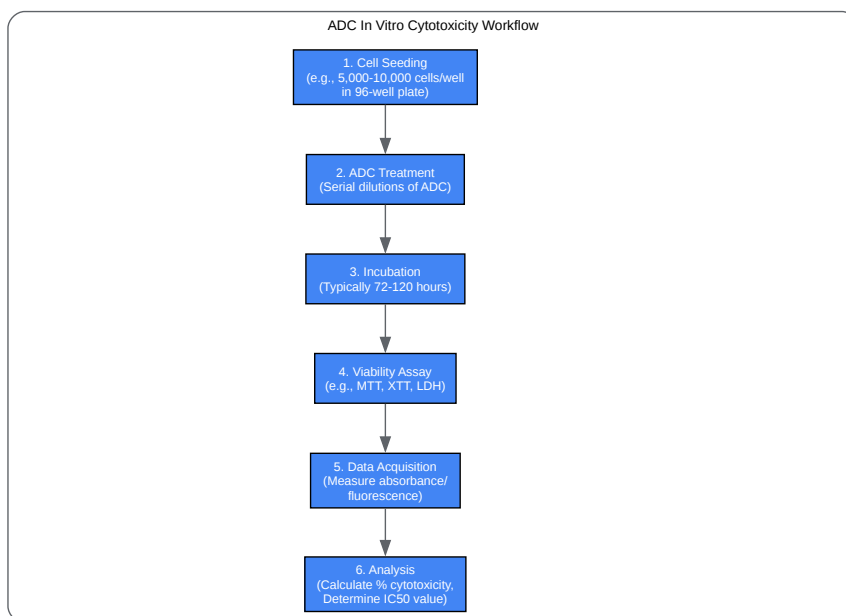 ADC In Vitro Cytotoxicity Workflow
1. Cell Seeding
(e.g., 5,000-10,000 cells/well
in 96-well plate)
2. ADC Treatment
(Serial dilutions of ADC)
3. Incubation
(Typically 72-120 hours)
4. Viability Assay
(e.g., MTT, XTT, LDH)
5. Data Acquisition
(Measure absorbance/
fluorescence)
6. Analysis
(Calculate % cytotoxicity,
Determine IC50 value)